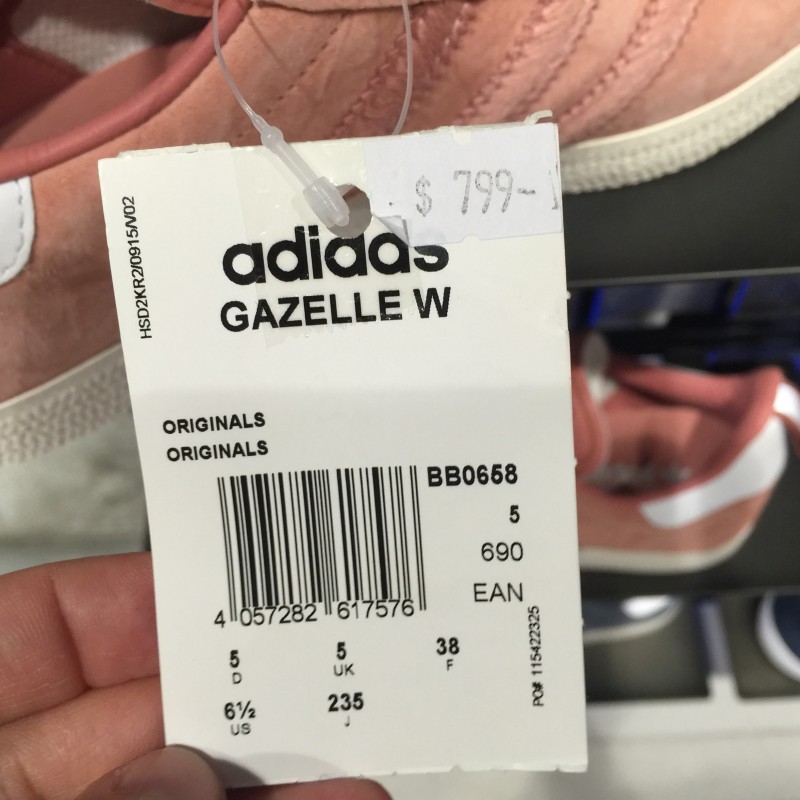 $ 799-
HSD2KR2/0915/V02
adidas
GAZELLE W
ORIGINALS
ORIGINALS
BB0658
5
690
EAN
4 057282 617576
5 5 38
D UK F
6½ 235
US J
PO# 115422325